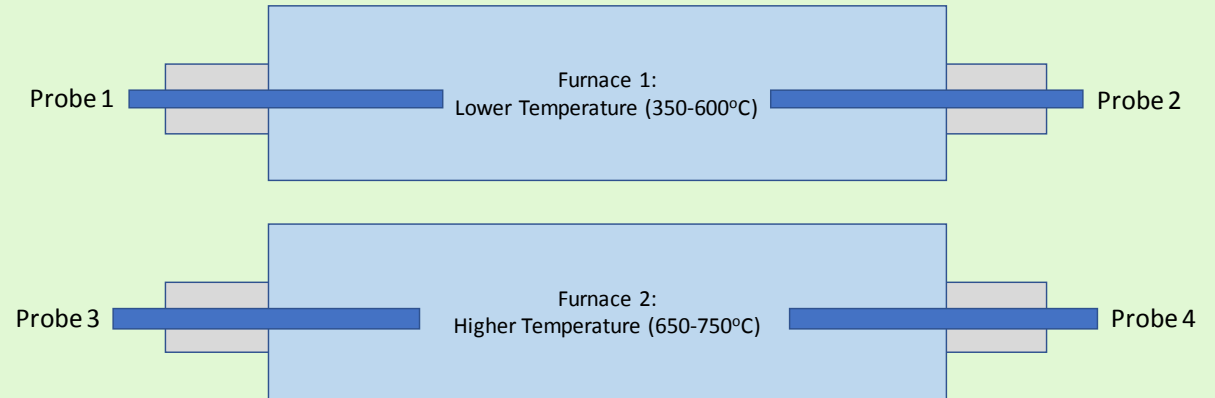 Probe 1
Furnace 1:
Lower Temperature (350-600°C)
Probe 2
Probe 3
Furnace 2:
Higher Temperature (650-750°C)
Probe 4